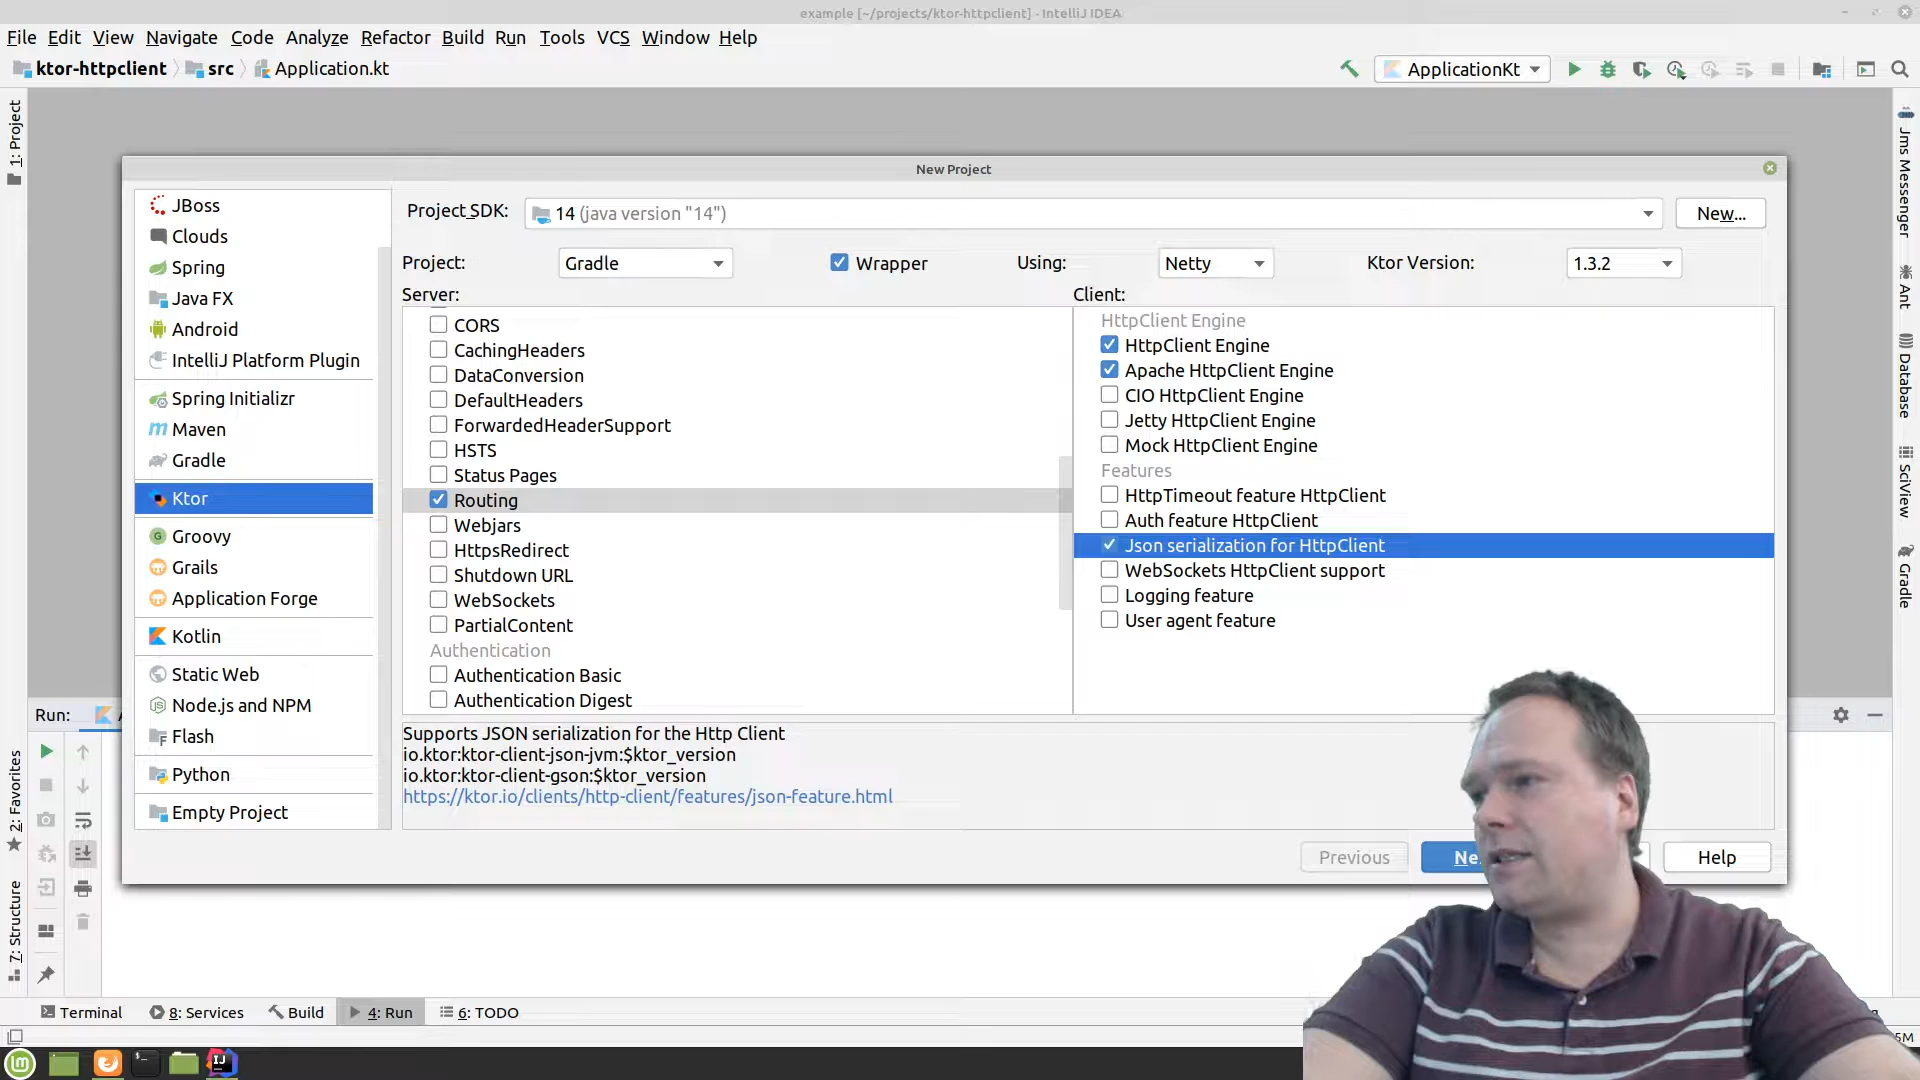 example [~/projects/ktor-httpclient] - IntelliJ IDEA
File Edit View Navigate Code Analyze Refactor Build Run Tools VCS Window Help
ktor-httpclient src Application.kt
ApplicationKt
1: Project
2: Favorites
7: Structure
Jms Messenger
Ant
Database
SciView
Gradle
New Project
JBoss
Clouds
Spring
Java FX
Android
IntelliJ Platform Plugin
Spring Initializr
Maven
Gradle
Ktor
Groovy
Grails
Application Forge
Kotlin
Static Web
Node.js and NPM
Flash
Python
Empty Project
Project SDK: 14 (java version "14") New...
Project: Gradle Wrapper Using: Netty Ktor Version: 1.3.2
Server:
CORS
CachingHeaders
DataConversion
DefaultHeaders
ForwardedHeaderSupport
HSTS
Status Pages
Routing
Webjars
HttpsRedirect
Shutdown URL
WebSockets
PartialContent
Authentication
Authentication Basic
Authentication Digest
Client:
HttpClient Engine
HttpClient Engine
Apache HttpClient Engine
CIO HttpClient Engine
Jetty HttpClient Engine
Mock HttpClient Engine
Features
HttpTimeout feature HttpClient
Auth feature HttpClient
Json serialization for HttpClient
WebSockets HttpClient support
Logging feature
User agent feature
Supports JSON serialization for the Http Client
io.ktor:ktor-client-json-jvm:$ktor_version
io.ktor:ktor-client-gson:$ktor_version
https://ktor.io/clients/http-client/features/json-feature.html
Previous Help
Run:
Terminal 8: Services Build 4: Run 6: TODO